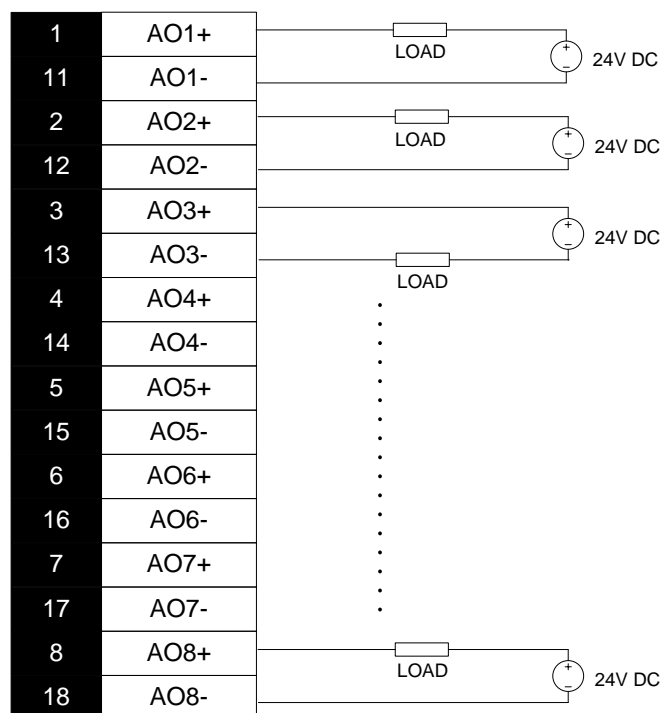 1 AO1+
LOAD
+
-
24V DC
11 AO1-
2 AO2+
LOAD
+
-
24V DC
12 AO2-
3 AO3+
+
-
24V DC
13 AO3-
LOAD
4 AO4+
14 AO4-
5 AO5+
15 AO5-
6 AO6+
16 AO6-
7 AO7+
17 AO7-
8 AO8+
LOAD
+
-
24V DC
18 AO8-